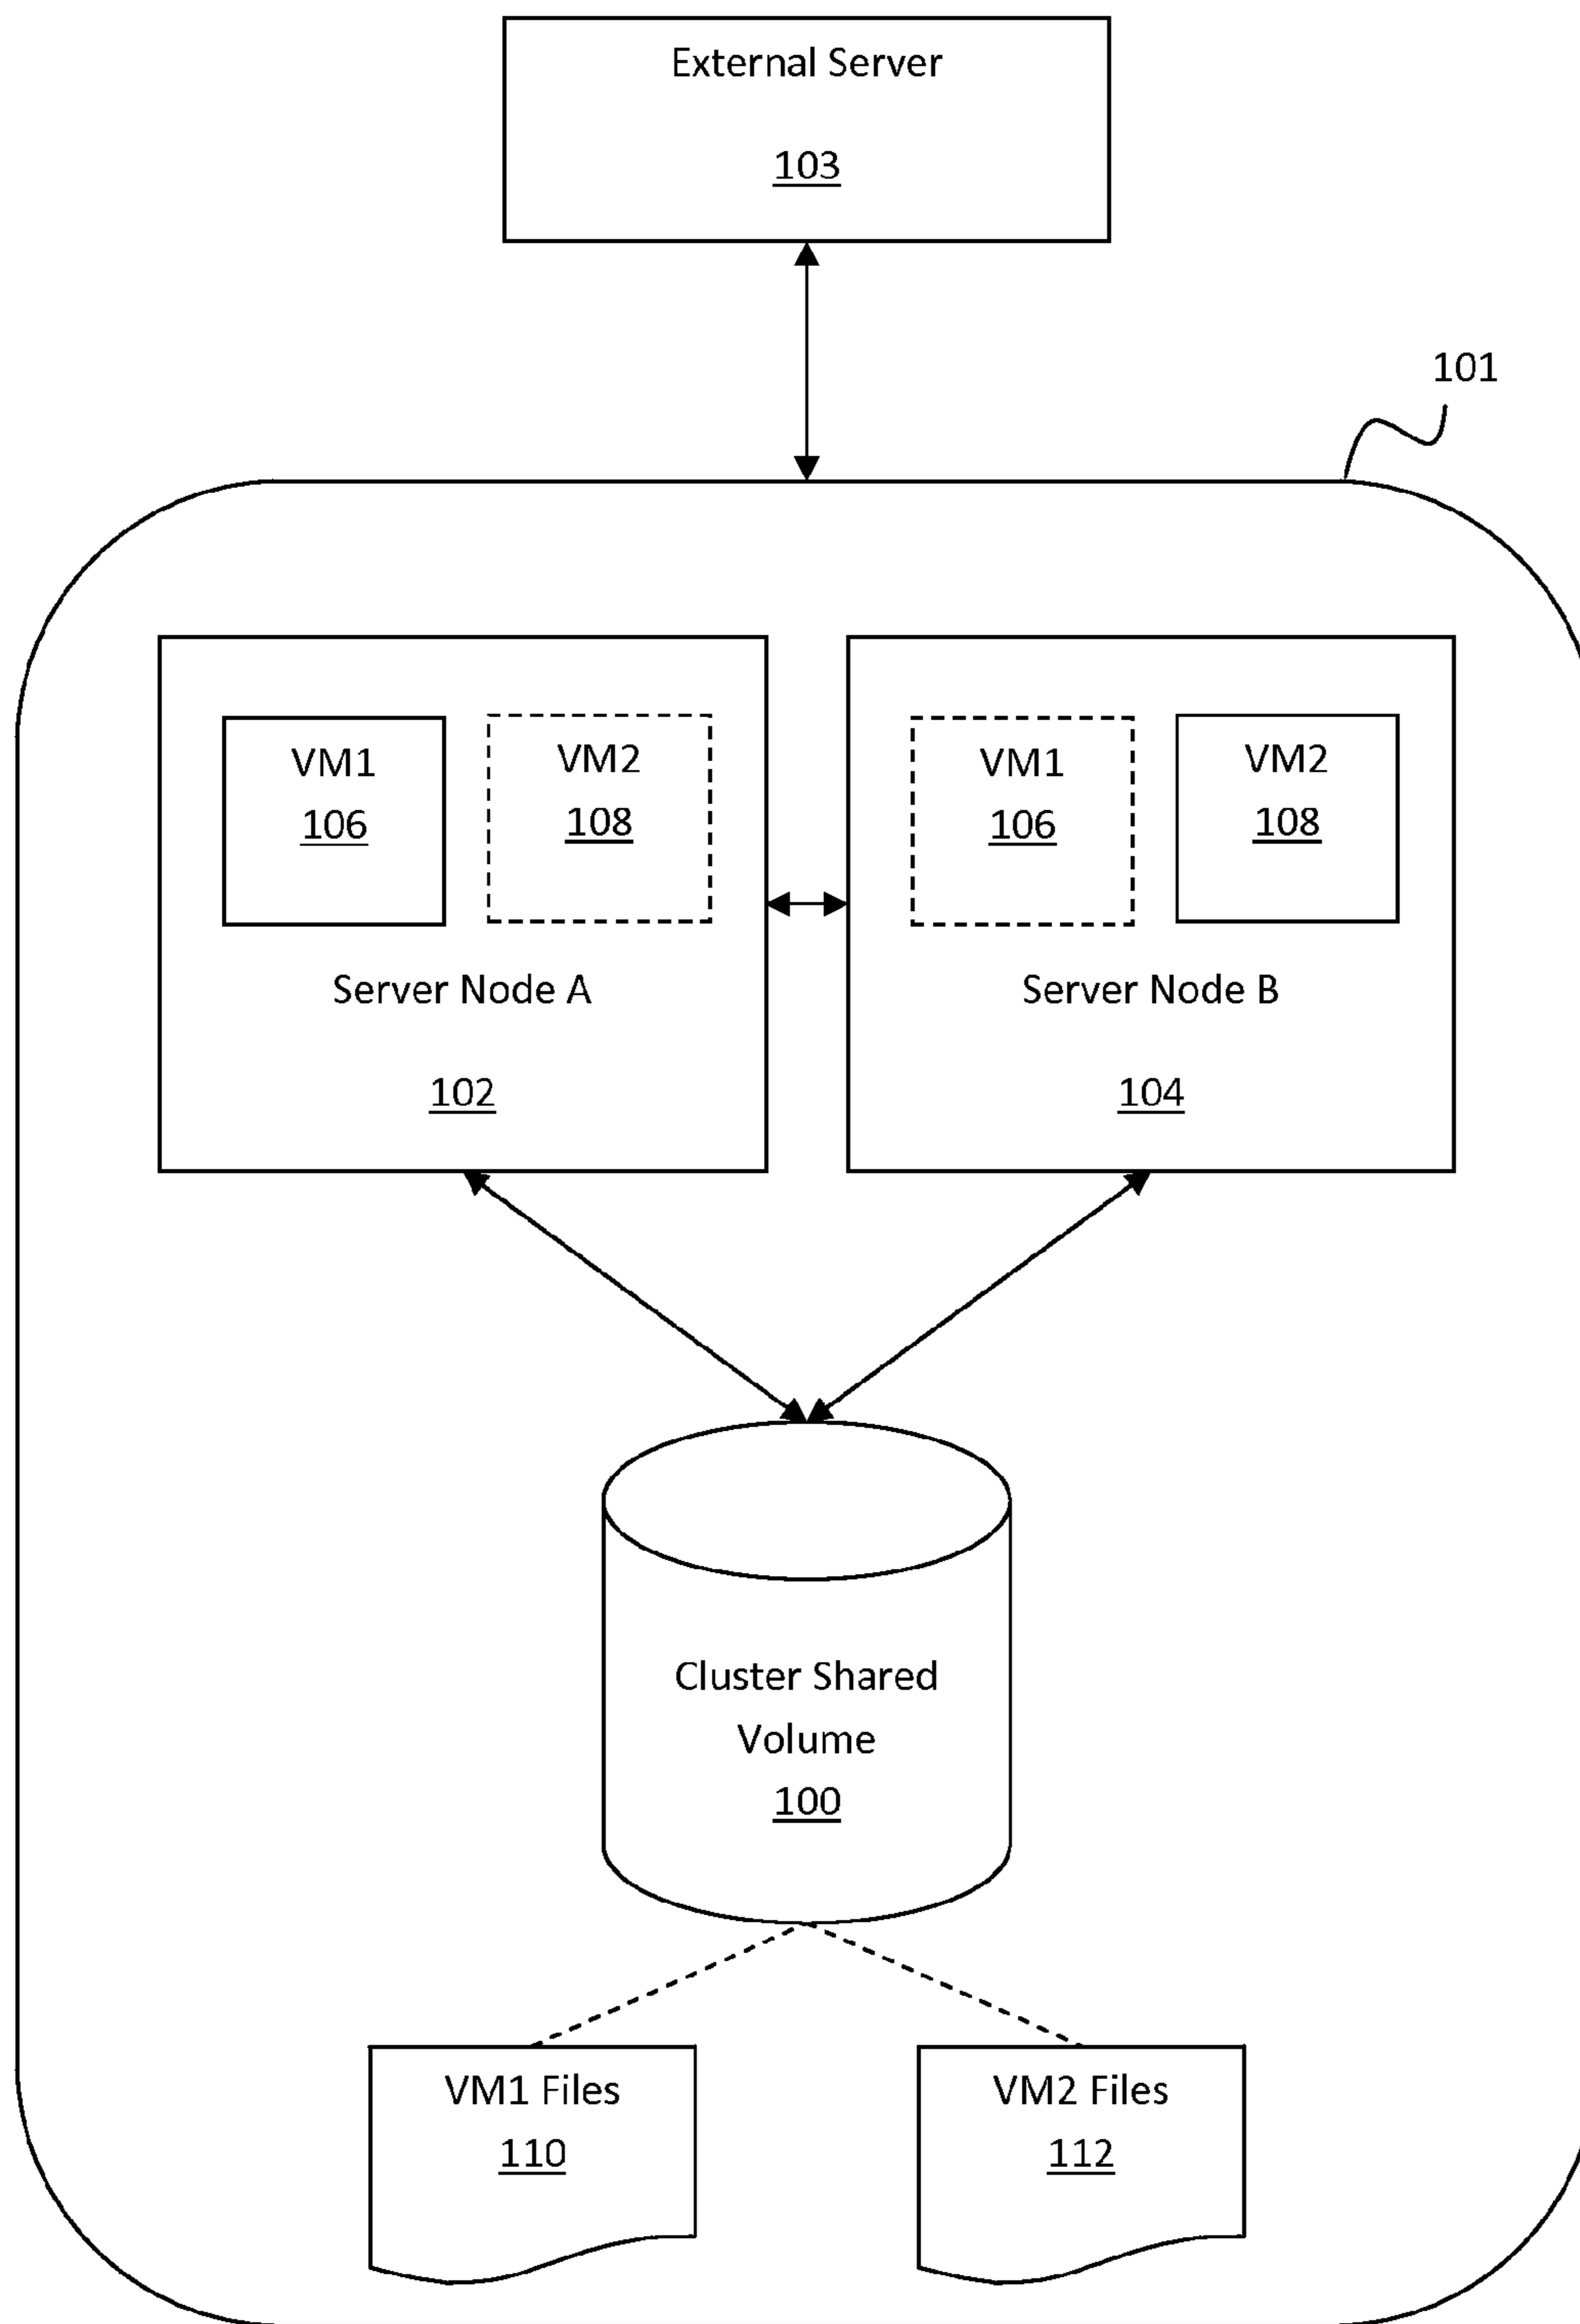 External Server
103
101
VM1
106
VM2
108
Server Node A
102
VM1
106
VM2
108
Server Node B
104
Cluster Shared
Volume
100
VM1 Files
110
VM2 Files
112